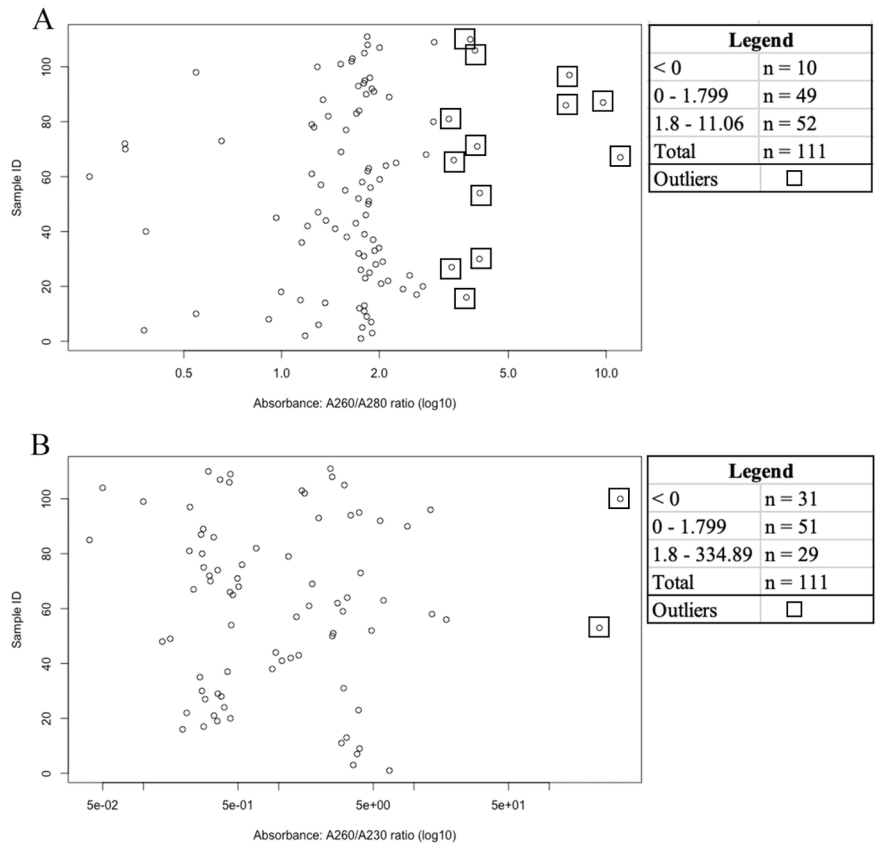 A
Legend
< 0 n = 10
0 - 1.799 n = 49
1.8 - 11.06 n = 52
Total n = 111
Outliers
100
80
60
40
20
0
Sample ID
0.5 1.0 2.0 5.0 10.0
Absorbance: A260/A280 ratio (log10)
B
Legend
< 0 n = 31
0 - 1.799 n = 51
1.8 - 334.89 n = 29
Total n = 111
Outliers
100
80
60
40
20
0
Sample ID
5e-02 5e-01 5e+00 5e+01
Absorbance: A260/A230 ratio (log10)